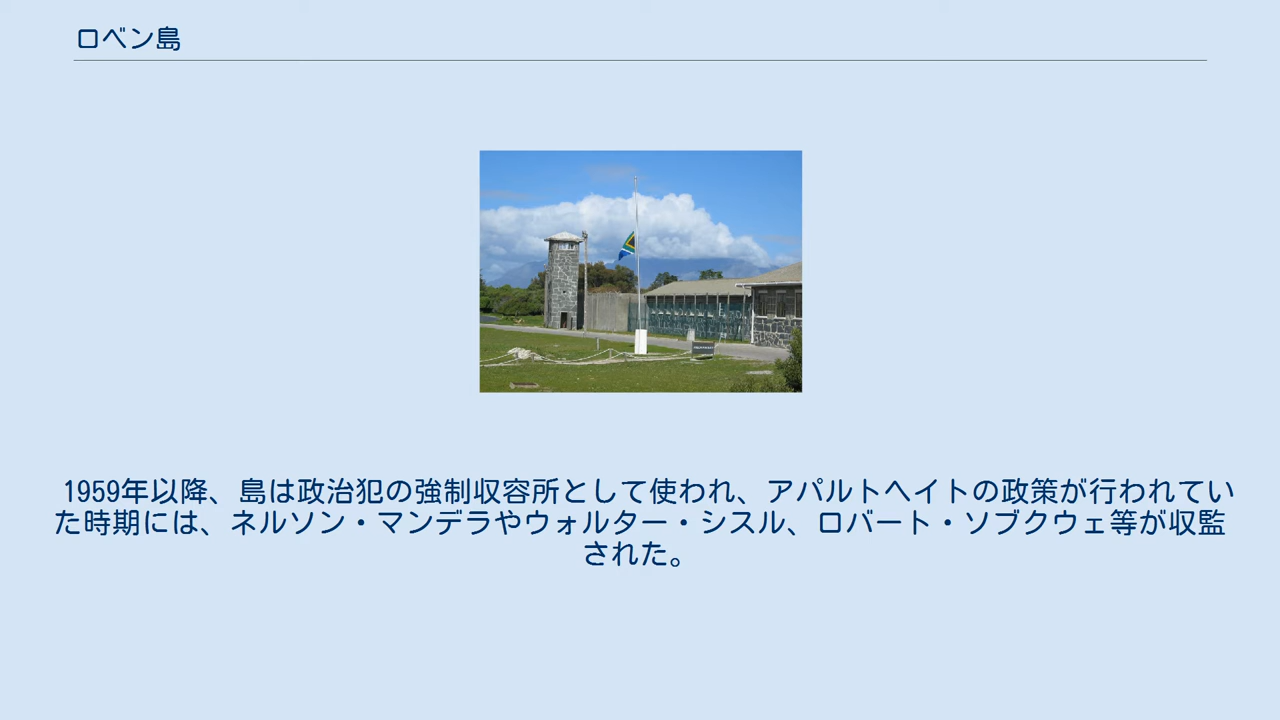 ロベン島
1959年以降、島は政治犯の強制収容所として使われ、アパルトヘイトの政策が行われてい
た時期には、ネルソン・マンデラやウォルター・シスル、ロバート・ソブクウェ等が収監
された。